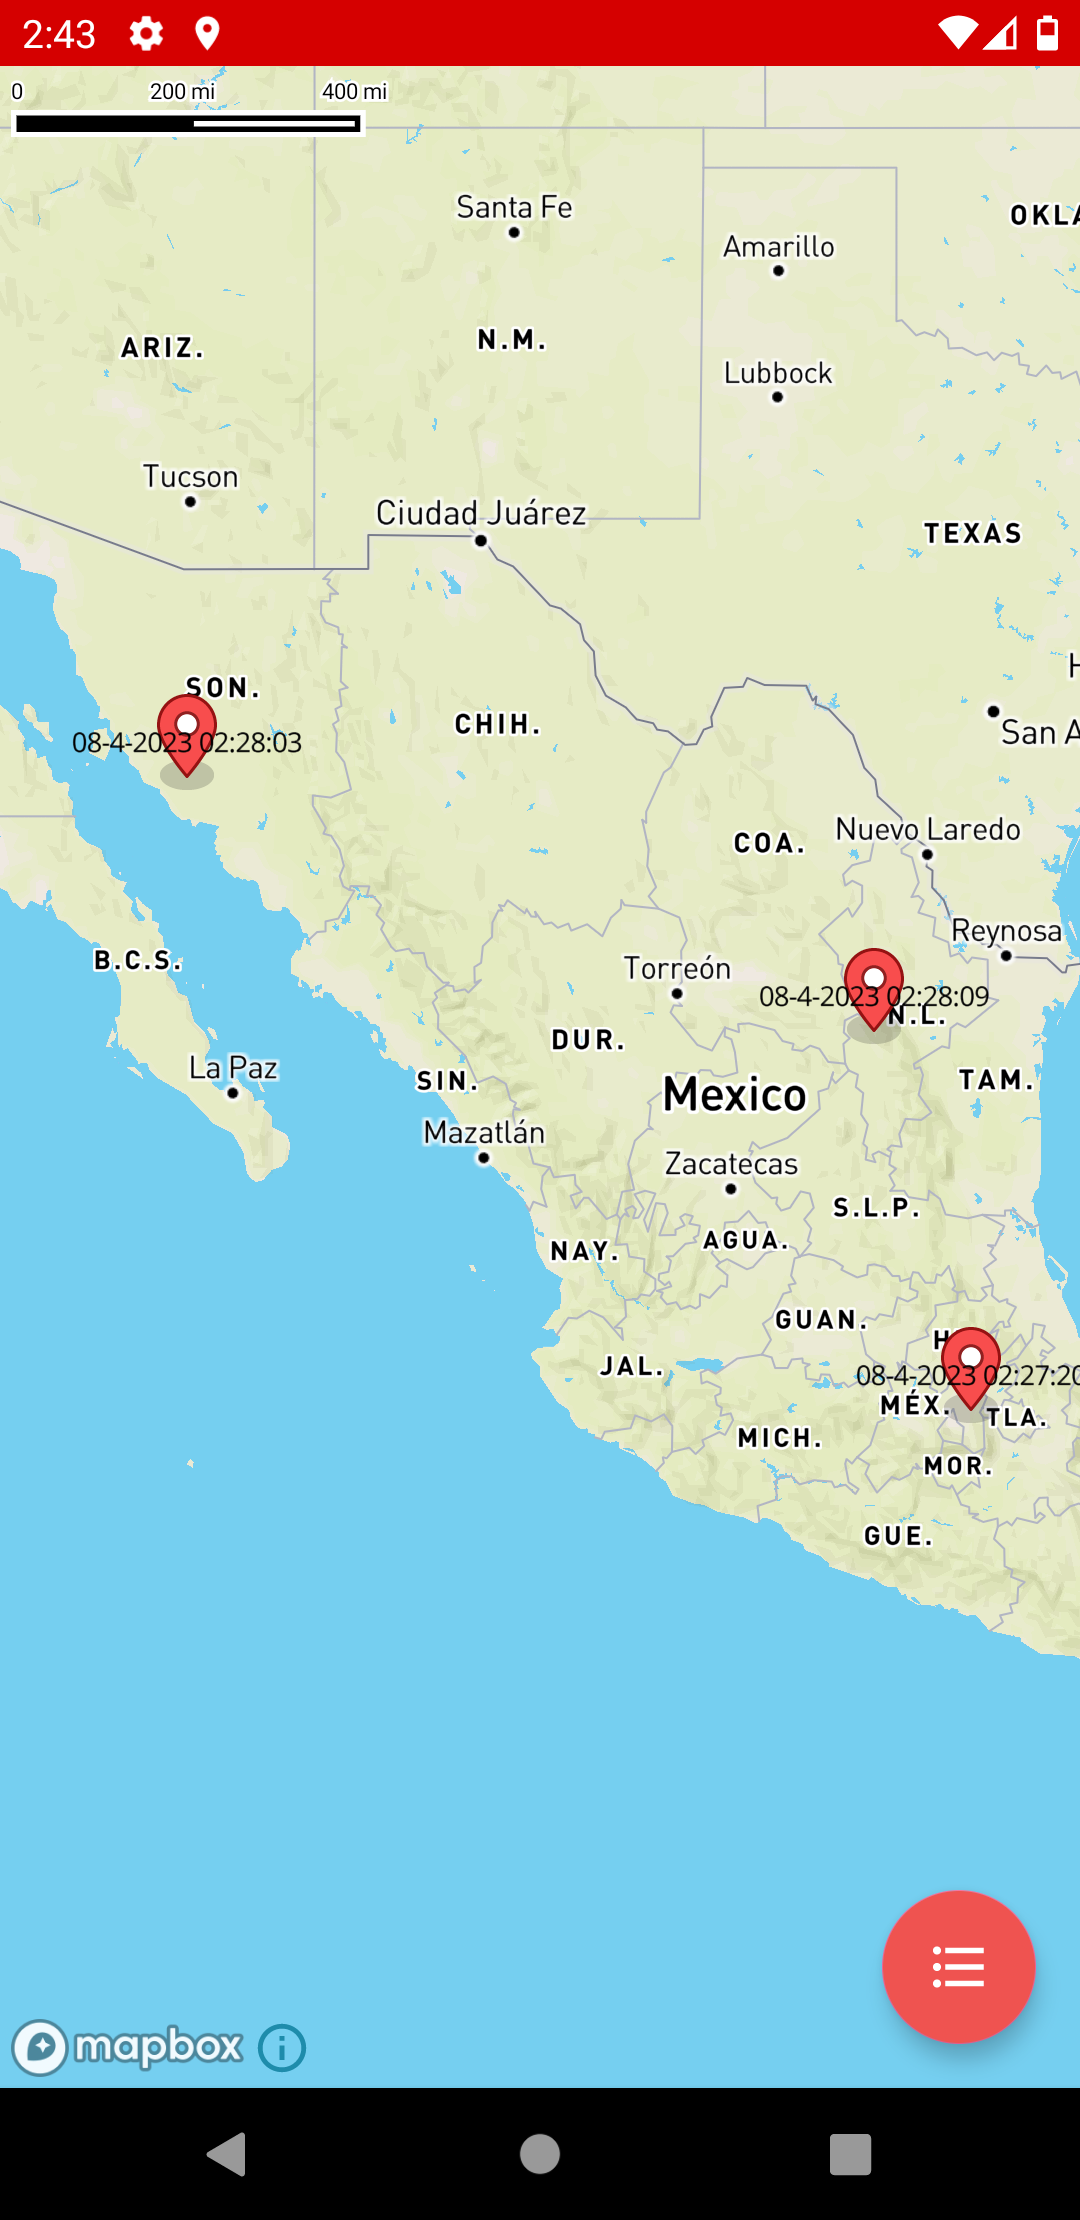 2:43
0 200 mi 400 mi
Santa Fe
OKLA
Amarillo
ARIZ.
N.M.
Lubbock
Tucson
Ciudad Juárez
TEXAS
H
SON.
CHIH.
San A
08-4-2023 02:28:03
Nuevo Laredo
COA.
Reynosa
B.C.S.
Torreón
08-4-2023 02:28:09
N.L.
DUR.
La Paz
SIN.
Mexico
TAM.
Mazatlán
Zacatecas
S.L.P.
AGUA.
NAY.
GUAN.
H
JAL.
08-4-2023 02:27:20
MÉX.
TLA.
MICH.
MOR.
GUE.
mapbox